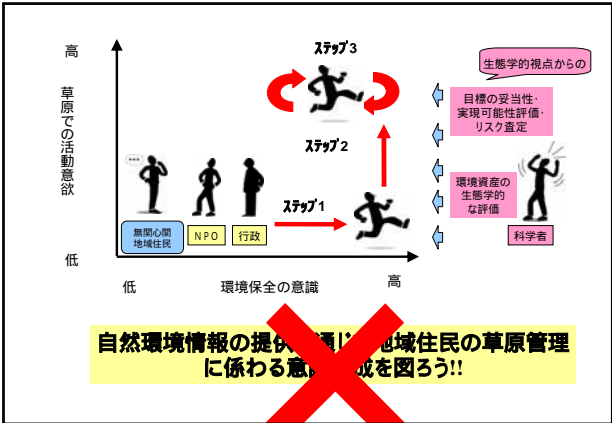 ステップ3
高
生態学的視点からの
草原での活動意欲
目標の妥当性・
実現可能性評価・
リスク査定
ステップ2
環境資産の
生態学的
な評価
ステップ1
無関心関
地域住民
NPO
行政
科学者
低
低
環境保全の意識
高
自然環境情報の提供 通じ 地域住民の草原管理
に係わる意 成を図ろう!!